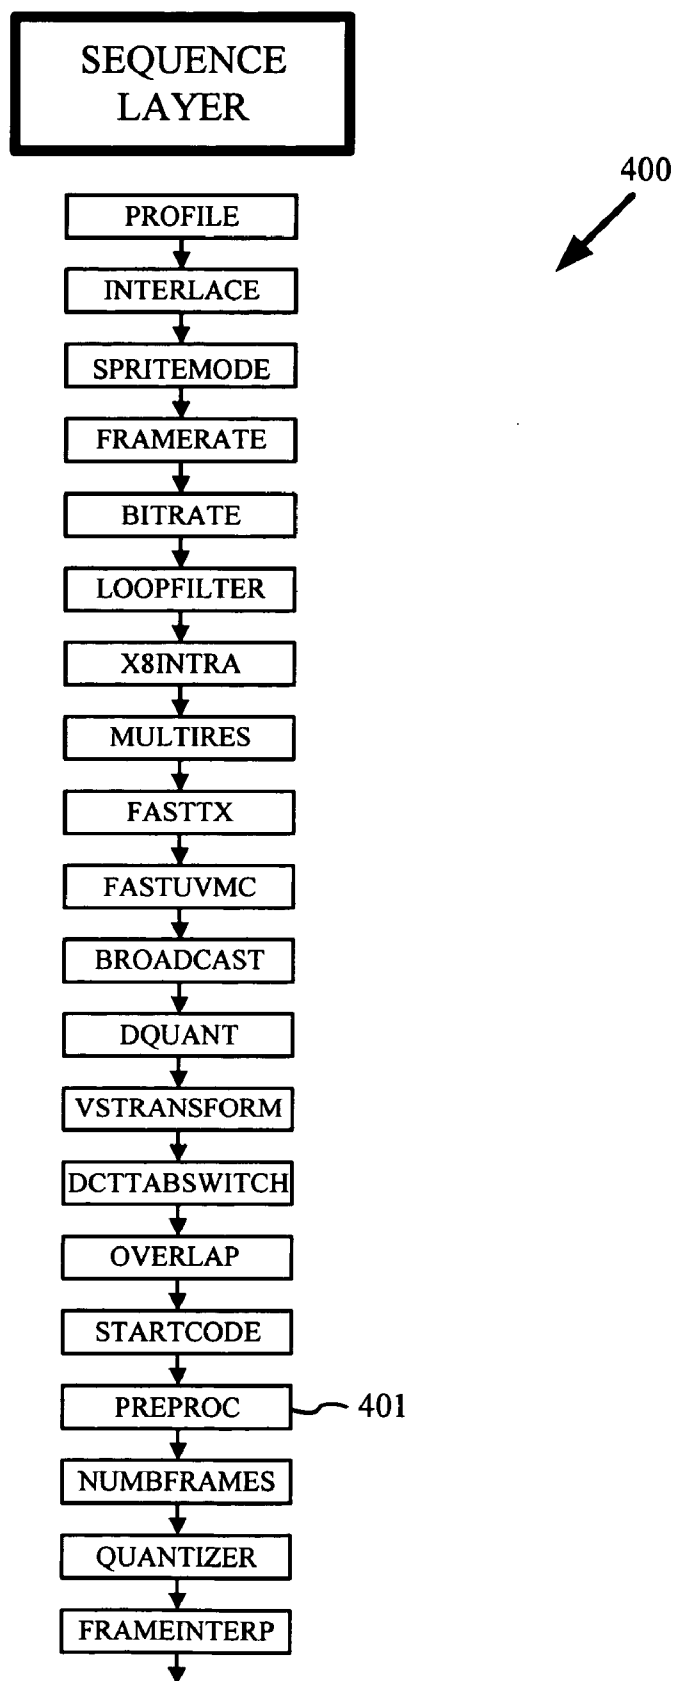 SEQUENCE
LAYER
400
PROFILE
INTERLACE
SPRITEMODE
FRAMERATE
BITRATE
LOOPFILTER
X8INTRA
MULTIRES
FASTTX
FASTUVMC
BROADCAST
DQUANT
VSTRANSFORM
DCTTABSWITCH
OVERLAP
STARTCODE
PREPROC 401
NUMBFRAMES
QUANTIZER
FRAMEINTERP